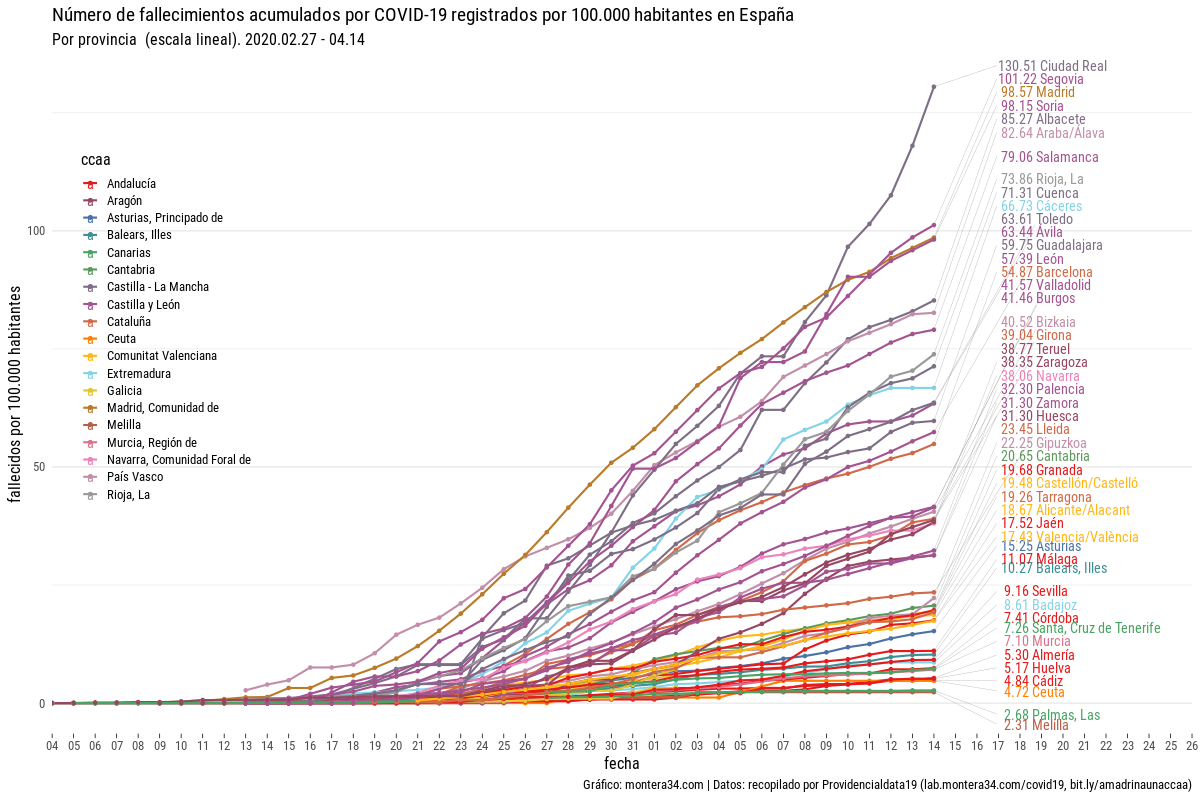 Número de fallecimientos acumulados por COVID-19 registrados por 100.000 habitantes en España
Por provincia (escala lineal). 2020.02.27 - 04.14
fallecidos por 100.000 habitantes
100
50
0
ccaa
Andalucía
Aragón
Asturias, Principado de
Balears, Illes
Canarias
Cantabria
Castilla - La Mancha
Castilla y León
Cataluña
Ceuta
Comunitat Valenciana
Extremadura
Galicia
Madrid, Comunidad de
Melilla
Murcia, Región de
Navarra, Comunidad Foral de
País Vasco
Rioja, La
130.51 Ciudad Real
101.22 Segovia
98.57 Madrid
98.15 Soria
85.27 Albacete
82.64 Araba/Álava
79.06 Salamanca
73.86 Rioja, La
71.31 Cuenca
66.73 Cáceres
63.61 Toledo
63.44 Ávila
59.75 Guadalajara
57.39 León
54.87 Barcelona
41.57 Valladolid
41.46 Burgos
40.52 Bizkaia
39.04 Girona
38.77 Teruel
38.35 Zaragoza
38.06 Navarra
32.30 Palencia
31.30 Zamora
31.30 Huesca
23.45 Lleida
22.25 Gipuzkoa
20.65 Cantabria
19.68 Granada
19.48 Castellón/Castelló
19.26 Tarragona
18.67 Alicante/Alacant
17.52 Jaén
17.43 Valencia/València
15.25 Asturias
11.07 Málaga
10.27 Balears, Illes
9.16 Sevilla
8.61 Badajoz
7.41 Córdoba
7.26 Santa, Cruz de Tenerife
7.10 Murcia
5.30 Almería
5.17 Huelva
4.84 Cádiz
4.72 Ceuta
2.68 Palmas, Las
2.31 Melilla
04 05 06 07 08 09 10 11 12 13 14 15 16 17 18 19 20 21 22 23 24 25 26 27 28 29 30 31 01 02 03 04 05 06 07 08 09 10 11 12 13 14 15 16 17 18 19 20 21 22 23 24 25 26
fecha
Gráfico: montera34.com | Datos: recopilado por Providencialdata19 (lab.montera34.com/covid19, bit.ly/amadrinaunaccaa)